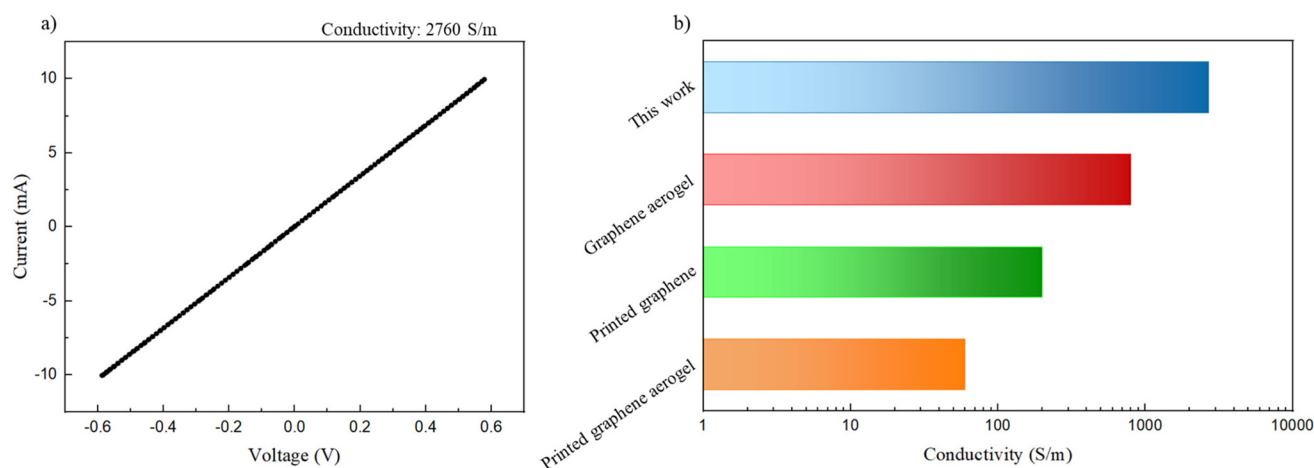 a)
Conductivity: 2760 S/m
10
5
0
-5
-10
Current (mA)
-0.6
-0.4
-0.2
0.0
0.2
0.4
0.6
Voltage (V)
b)
This work
Graphene aerogel
Printed graphene
Printed graphene aerogel
1
10
100
1000
10000
Conductivity (S/m)